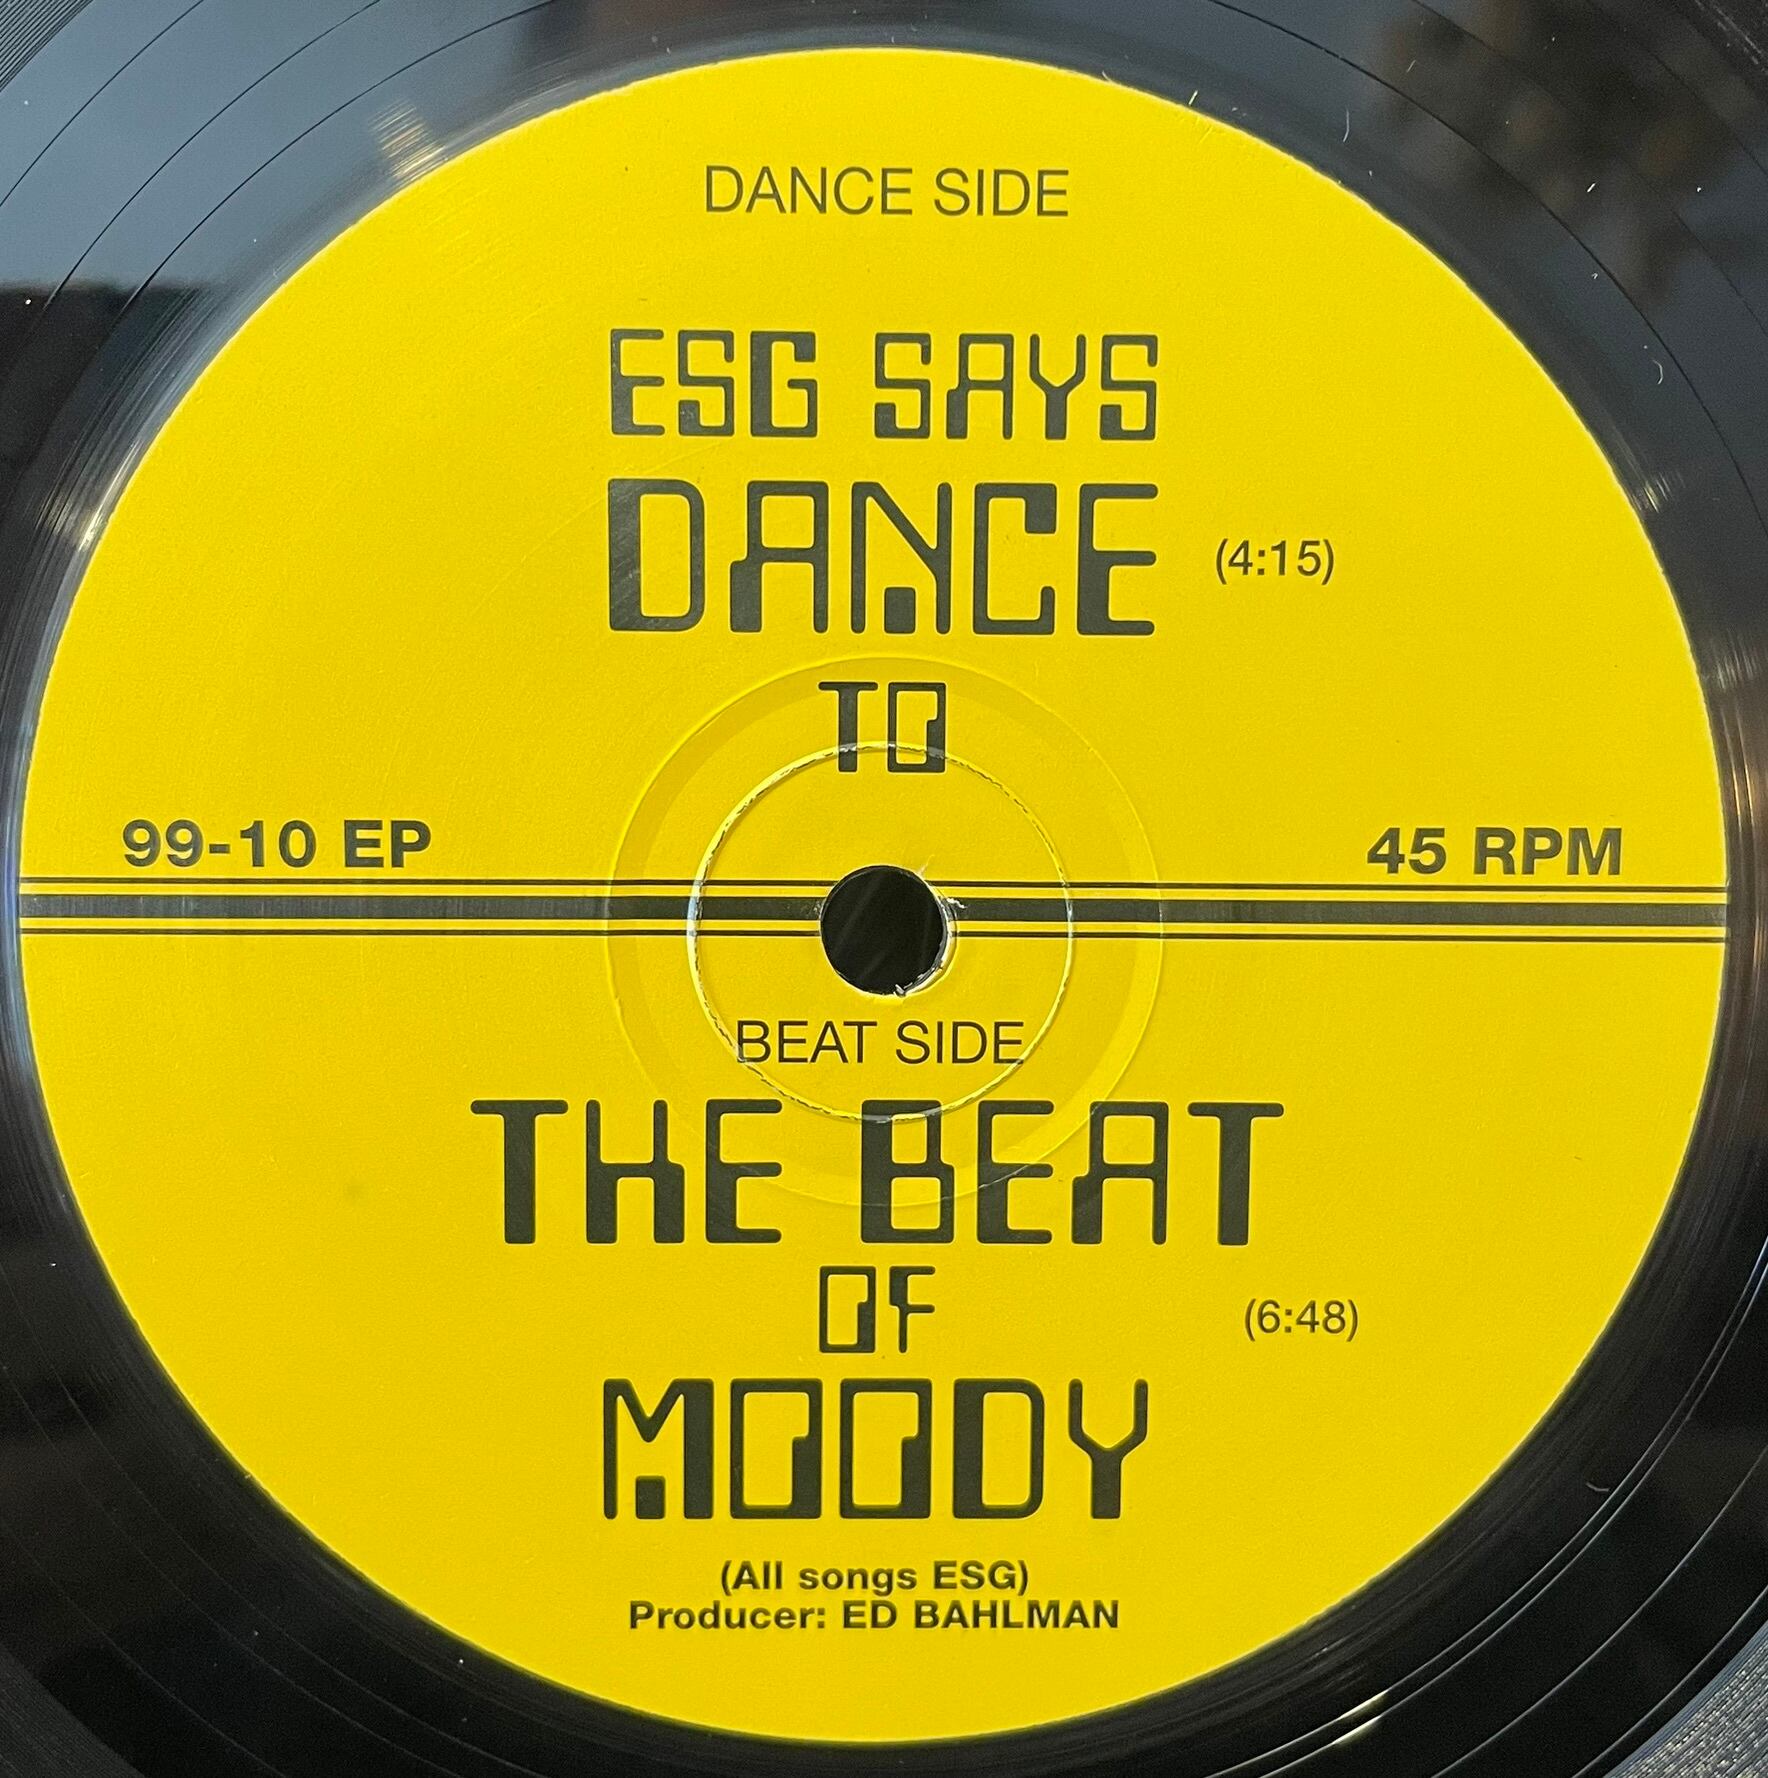 DANCE SIDE
ESG SAYS
DANCE (4:15)
TO
99-10 EP 45 RPM
BEAT SIDE
THE BEAT
OF (6:48)
MOODY
(All songs ESG)
Producer: ED BAHLMAN